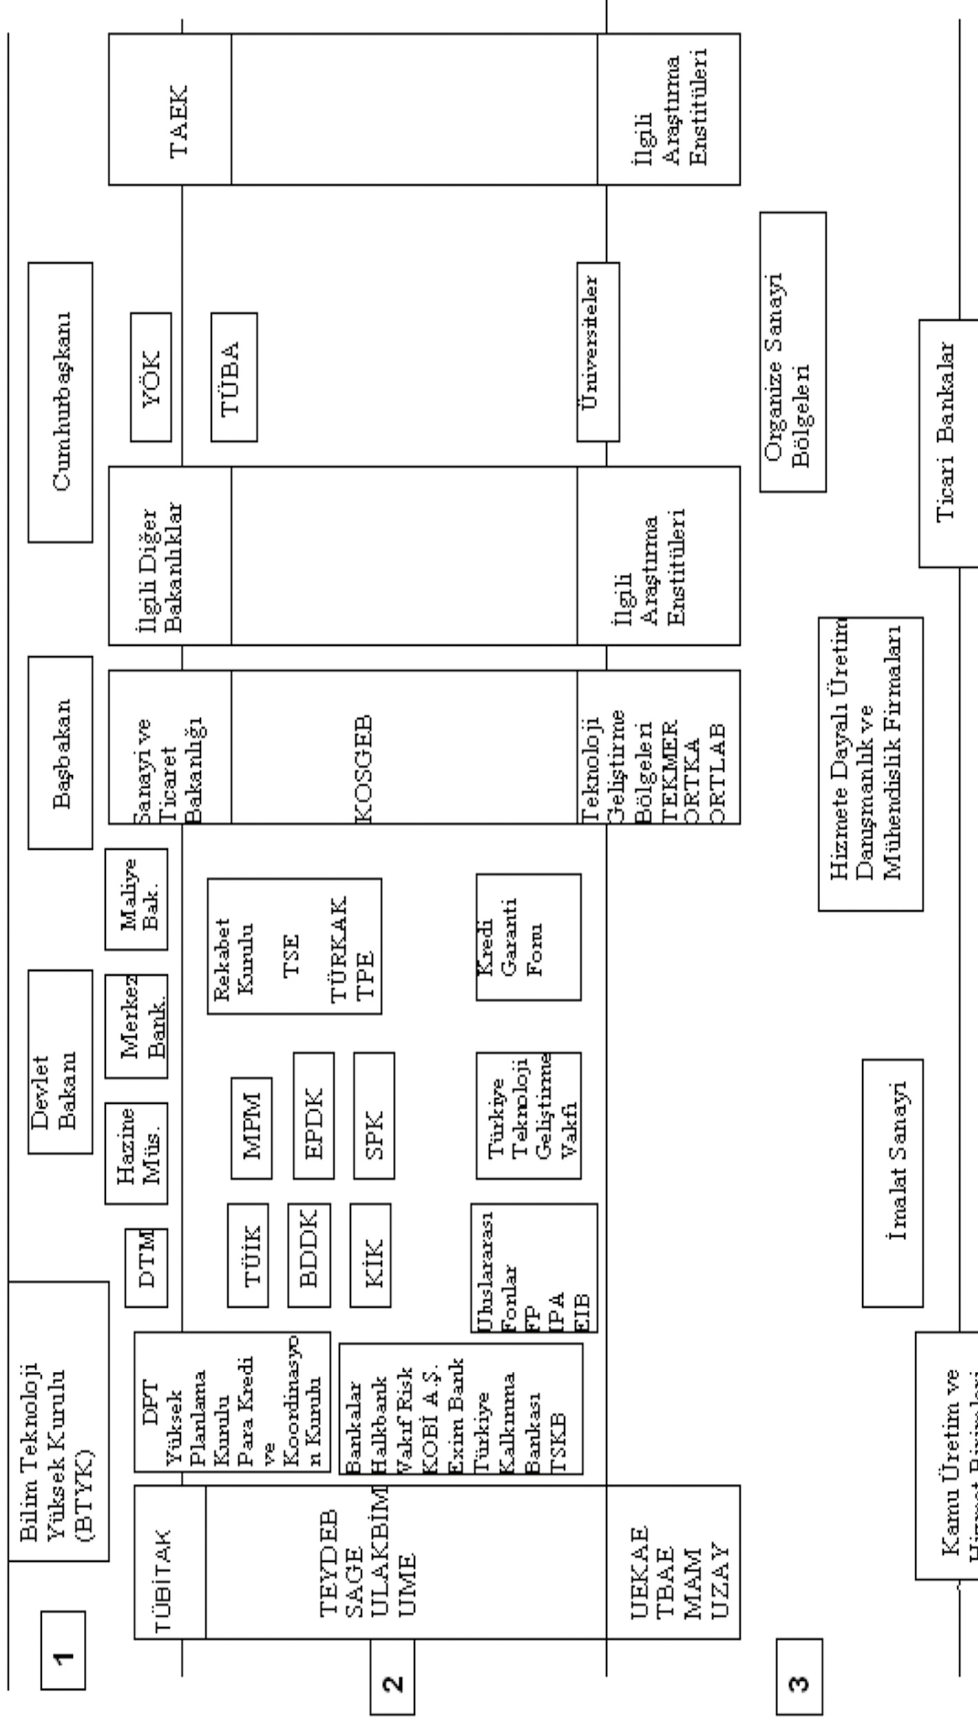 1
Bilim Teknoloji
Yüksek Kurulu
(BTYK)
Devlet
Bakanı
Başbakan
Cumhurbaşkanı
TÜBİTAK
DPT
Yüksek
Planlama
Kurulu
Para Kredi
ve
Koordinasyo
n Kurulu
DTM
Hazine
Müs.
Merkez
Bank.
Maliye
Bak.
Sanayi ve
Ticaret
Bakanlığı
İlgili Diğer
Bakanlıklar
YÖK
TÜBA
TAEK
2
TEYDEB
SAGE
ULAKBİM
UME
Bankalar
Halkbank
Vakıf Risk
KOBİ A.Ş.
Exim Bank
Türkiye
Kalkınma
Bankası
TSKB
TÜİK
BDDK
KİK
MPM
EPDK
SPK
Rekabet
Kurulu
TSE
TÜRKAK
TPE
KOSGEB
Uluslararası
Fonlar
FP
IPA
EIB
Türkiye
Teknoloji
Geliştirme
Vakfi
Kredi
Garanti
Fonu
UEKAE
TBAE
MAM
UZAY
Teknoloji
Geliştirme
Bölgeleri
TEKMER
ORTKA
ORTLAB
İlgili
Araştırma
Enstitüleri
Üniversiteler
İlgili
Araştırma
Enstitüleri
3
Organize Sanayi
Bölgeleri
Hizmete Dayalı Üretim
Danışmanlık ve
Mühendislik Firmaları
İmalat Sanayi
Kamu Üretim ve
Hizmet Birimleri
Ticari Bankalar